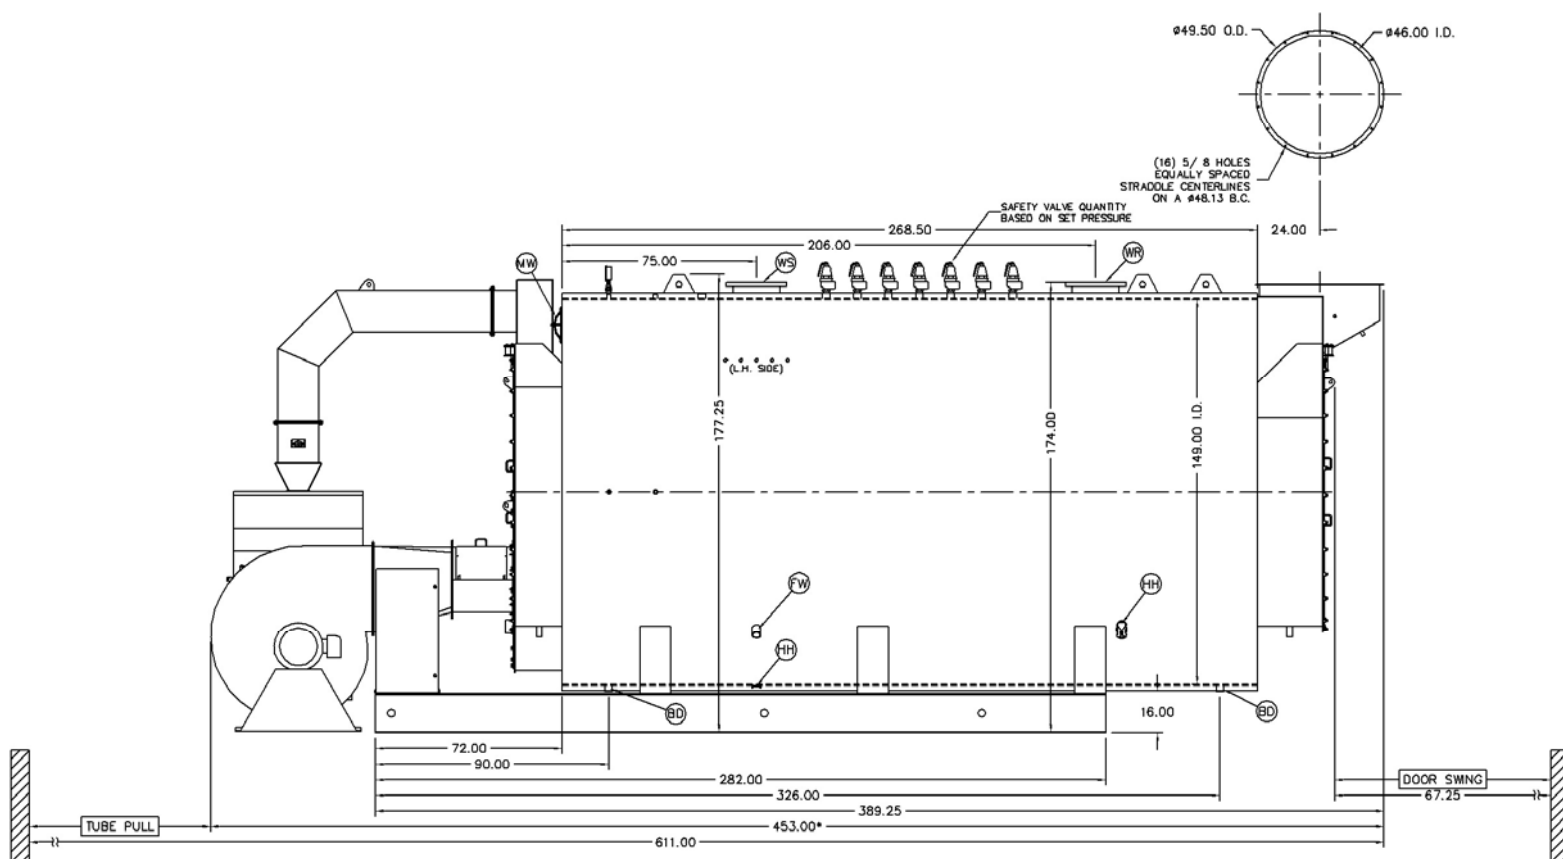 ø49.50 O.D.
ø46.00 I.D.
(16) 5/ 8 HOLES
EQUALLY SPACED
STRADDLE CENTERLINES
ON A ø48.13 B.C.
SAFETY VALVE QUANTITY
BASED ON SET PRESSURE
268.50
24.00
206.00
75.00
MW
WS
WR
(L.H. SIDE)
177.25
174.00
149.00 I.D.
FW
HH
HH
BD
BD
16.00
72.00
90.00
282.00
DOOR SWING
326.00
67.25
389.25
TUBE PULL
453.00*
611.00